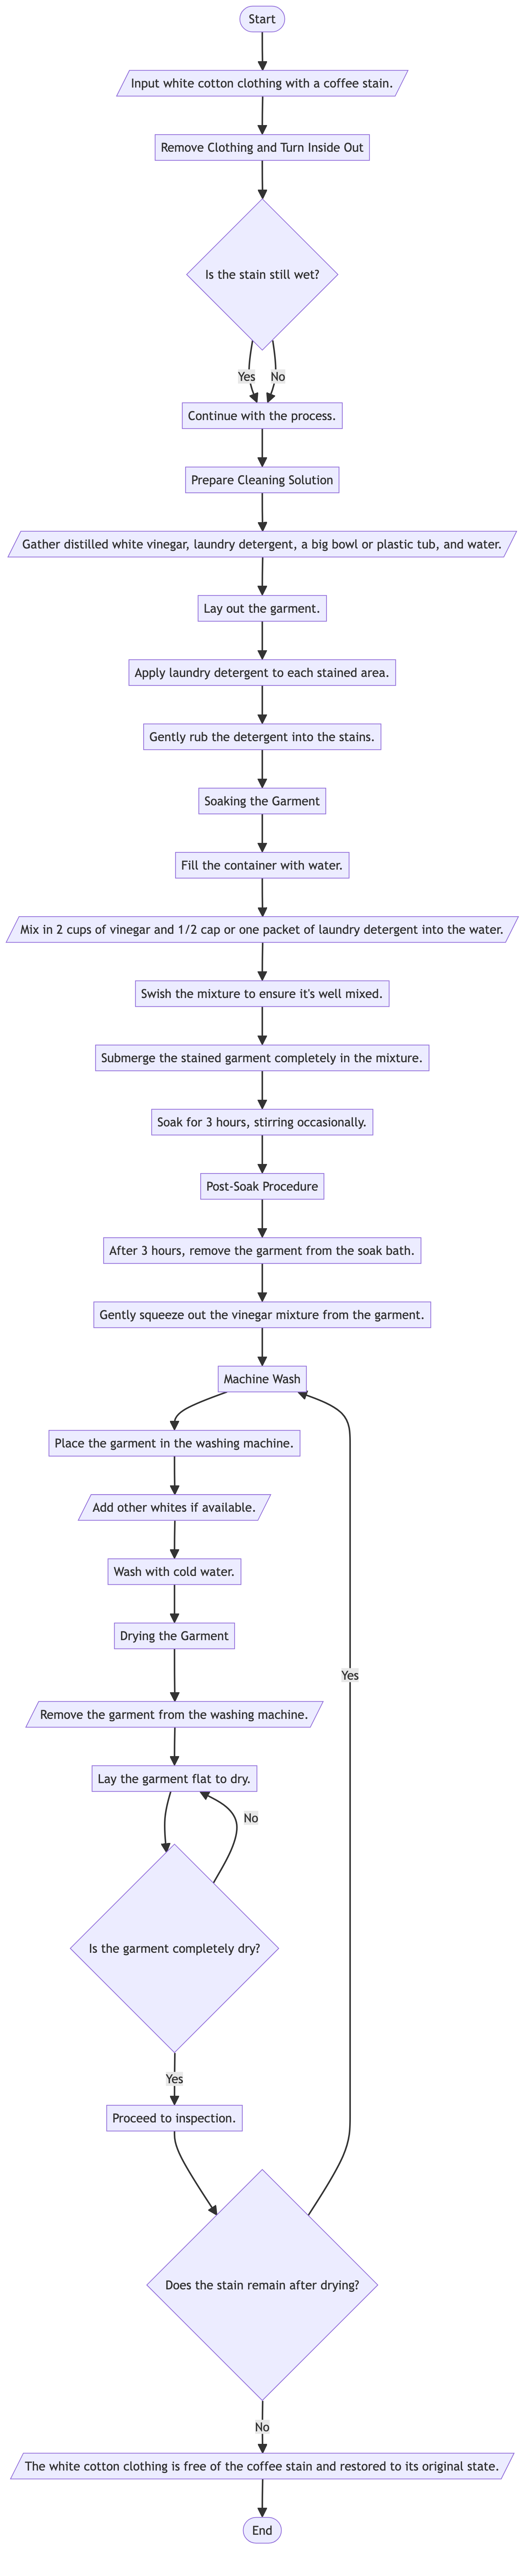 Start
Input white cotton clothing with a coffee stain.
Remove Clothing and Turn Inside Out
Is the stain still wet?
Yes
No
Continue with the process.
Prepare Cleaning Solution
Gather distilled white vinegar, laundry detergent, a big bowl or plastic tub, and water.
Lay out the garment.
Apply laundry detergent to each stained area.
Gently rub the detergent into the stains.
Soaking the Garment
Fill the container with water.
Mix in 2 cups of vinegar and 1/2 cap or one packet of laundry detergent into the water.
Swish the mixture to ensure it's well mixed.
Submerge the stained garment completely in the mixture.
Soak for 3 hours, stirring occasionally.
Post-Soak Procedure
After 3 hours, remove the garment from the soak bath.
Gently squeeze out the vinegar mixture from the garment.
Machine Wash
Place the garment in the washing machine.
Add other whites if available.
Wash with cold water.
Drying the Garment
Yes
Remove the garment from the washing machine.
Lay the garment flat to dry.
No
Is the garment completely dry?
Yes
Proceed to inspection.
Does the stain remain after drying?
No
The white cotton clothing is free of the coffee stain and restored to its original state.
End